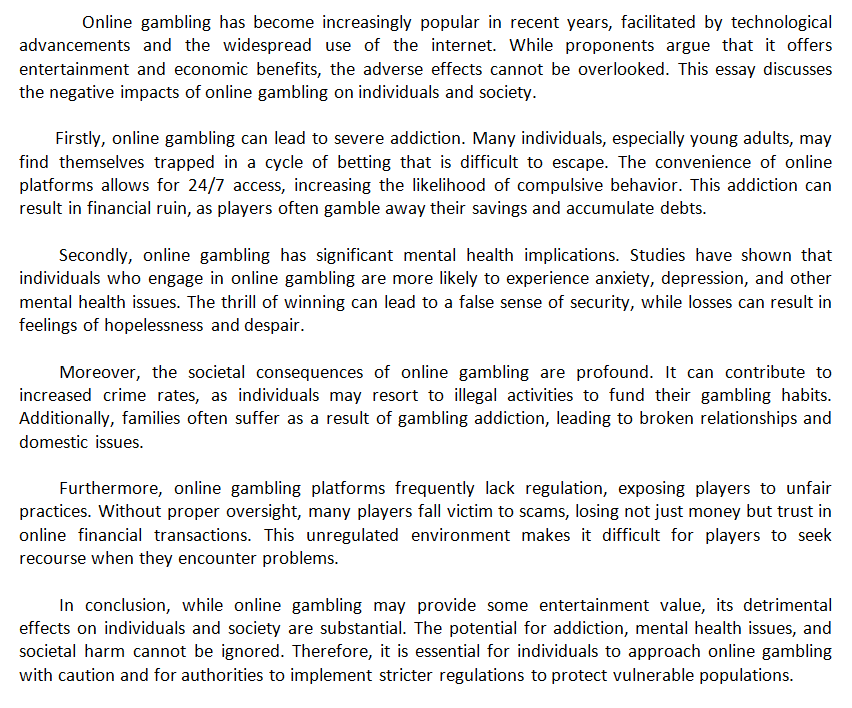 Online gambling has become increasingly popular in recent years, facilitated by technological
advancements and the widespread use of the internet. While proponents argue that it offers
entertainment and economic benefits, the adverse effects cannot be overlooked. This essay discusses
the negative impacts of online gambling on individuals and society.
Firstly, online gambling can lead to severe addiction. Many individuals, especially young adults, may
find themselves trapped in a cycle of betting that is difficult to escape. The convenience of online
platforms allows for 24/7 access, increasing the likelihood of compulsive behavior. This addiction can
result in financial ruin, as players often gamble away their savings and accumulate debts.
Secondly, online gambling has significant mental health implications. Studies have shown that
individuals who engage in online gambling are more likely to experience anxiety, depression, and other
mental health issues. The thrill of winning can lead to a false sense of security, while losses can result in
feelings of hopelessness and despair.
Moreover, the societal consequences of online gambling are profound. It can contribute to
increased crime rates, as individuals may resort to illegal activities to fund their gambling habits.
Additionally, families often suffer as a result of gambling addiction, leading to broken relationships and
domestic issues.
Furthermore, online gambling platforms frequently lack regulation, exposing players to unfair
practices. Without proper oversight, many players fall victim to scams, losing not just money but trust in
online financial transactions. This unregulated environment makes it difficult for players to seek
recourse when they encounter problems.
In conclusion, while online gambling may provide some entertainment value, its detrimental
effects on individuals and society are substantial. The potential for addiction, mental health issues, and
societal harm cannot be ignored. Therefore, it is essential for individuals to approach online gambling
with caution and for authorities to implement stricter regulations to protect vulnerable populations.